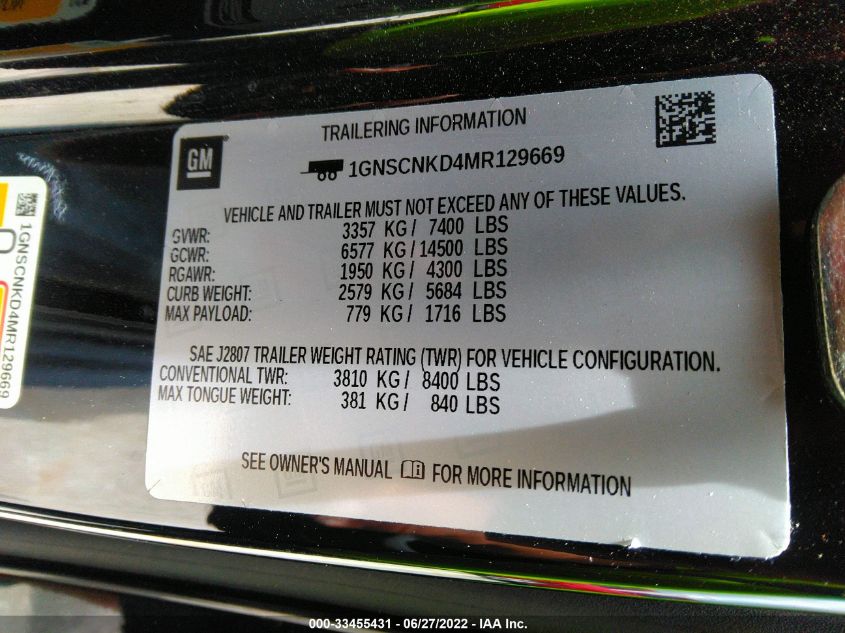 TRAILERING INFORMATION
GM
1GNSCNKD4MR129669
VEHICLE AND TRAILER MUST NOT EXCEED ANY OF THESE VALUES.
GVWR: 3357 KG / 7400 LBS
GCWR: 6577 KG / 14500 LBS
RGAWR: 1950 KG / 4300 LBS
CURB WEIGHT: 2579 KG / 5684 LBS
MAX PAYLOAD: 779 KG / 1716 LBS
SAE J2807 TRAILER WEIGHT RATING (TWR) FOR VEHICLE CONFIGURATION.
CONVENTIONAL TWR: 3810 KG / 8400 LBS
MAX TONGUE WEIGHT: 381 KG / 840 LBS
SEE OWNER'S MANUAL FOR MORE INFORMATION
1GNSCNKD4MR129669
000-33455431 - 06/27/2022 - IAA Inc.